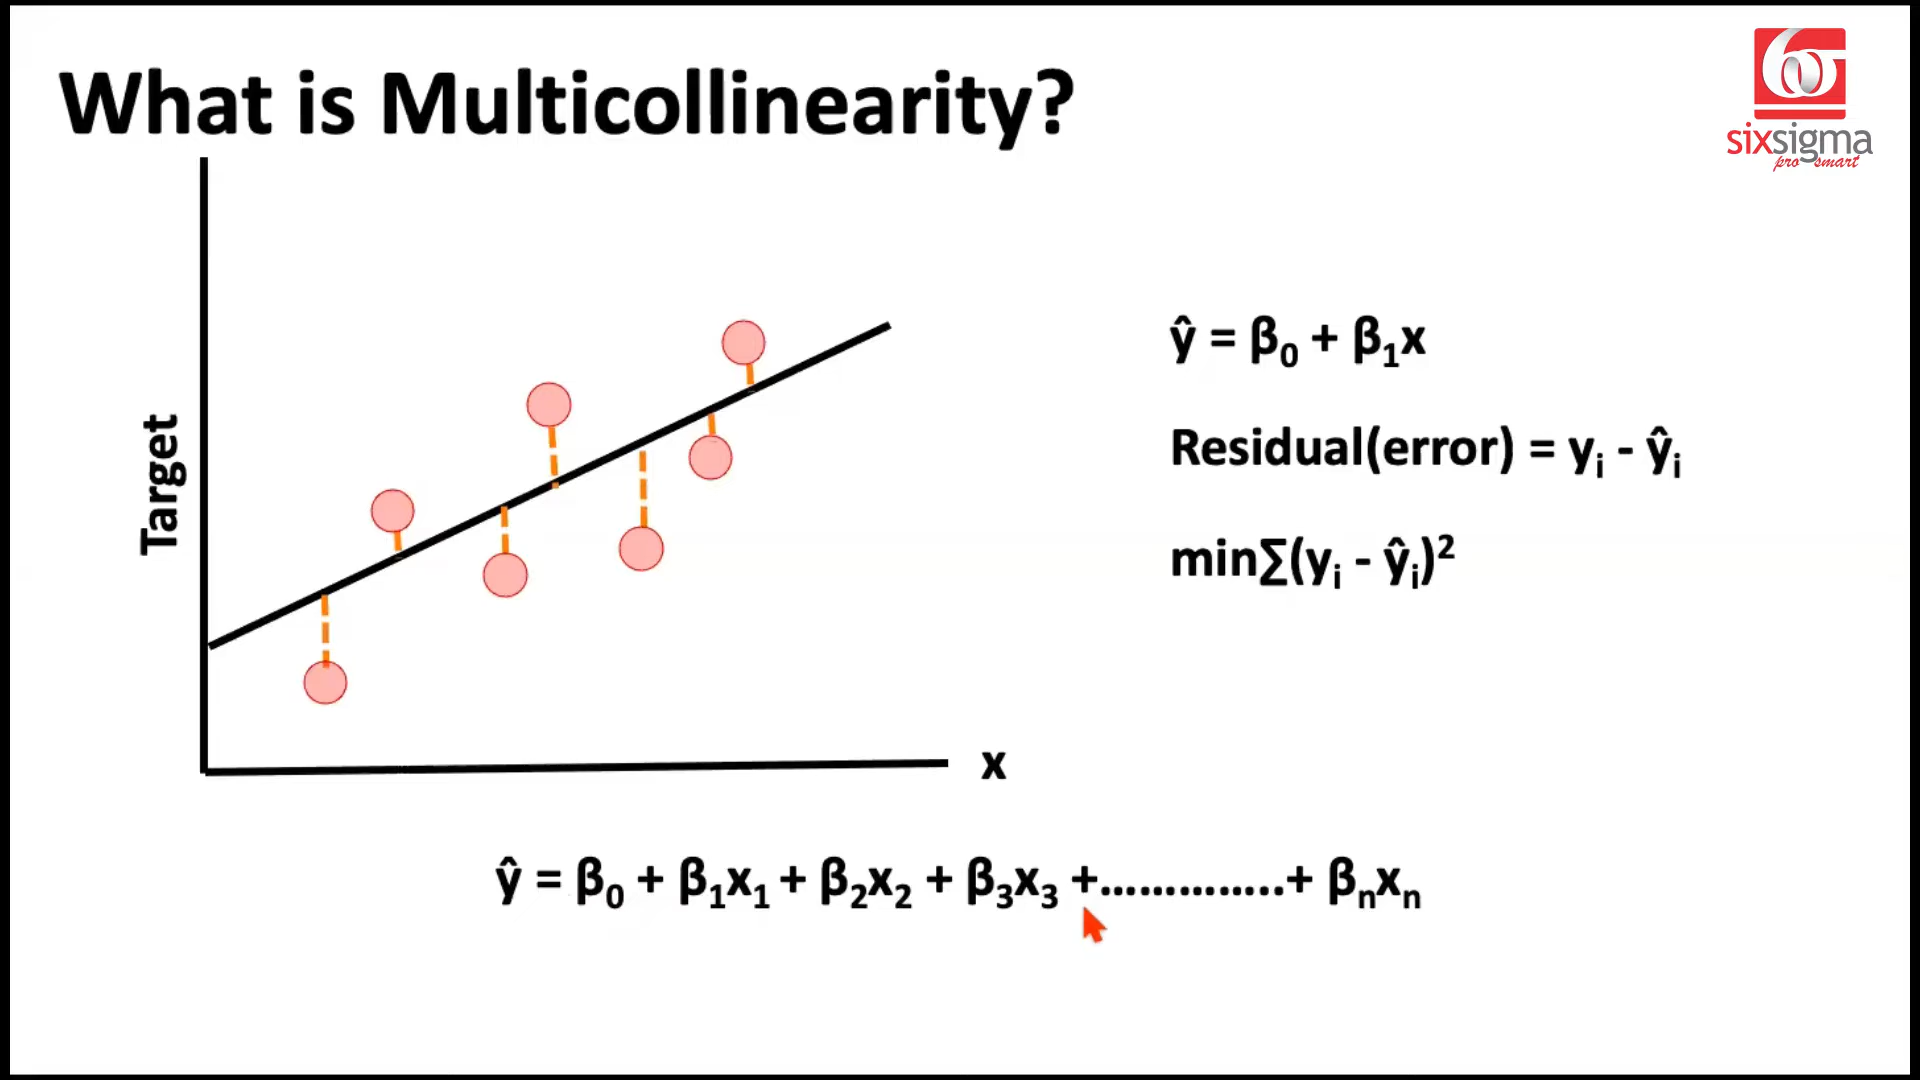 What is Multicollinearity?
6σ
sixsigma
pro smart
Target
ŷ = β₀ + β₁x
Residual(error) = yᵢ - ŷᵢ
min∑(yᵢ - ŷᵢ)²
x
ŷ = β₀ + β₁x₁ + β₂x₂ + β₃x₃ +..............+ βₙxₙ